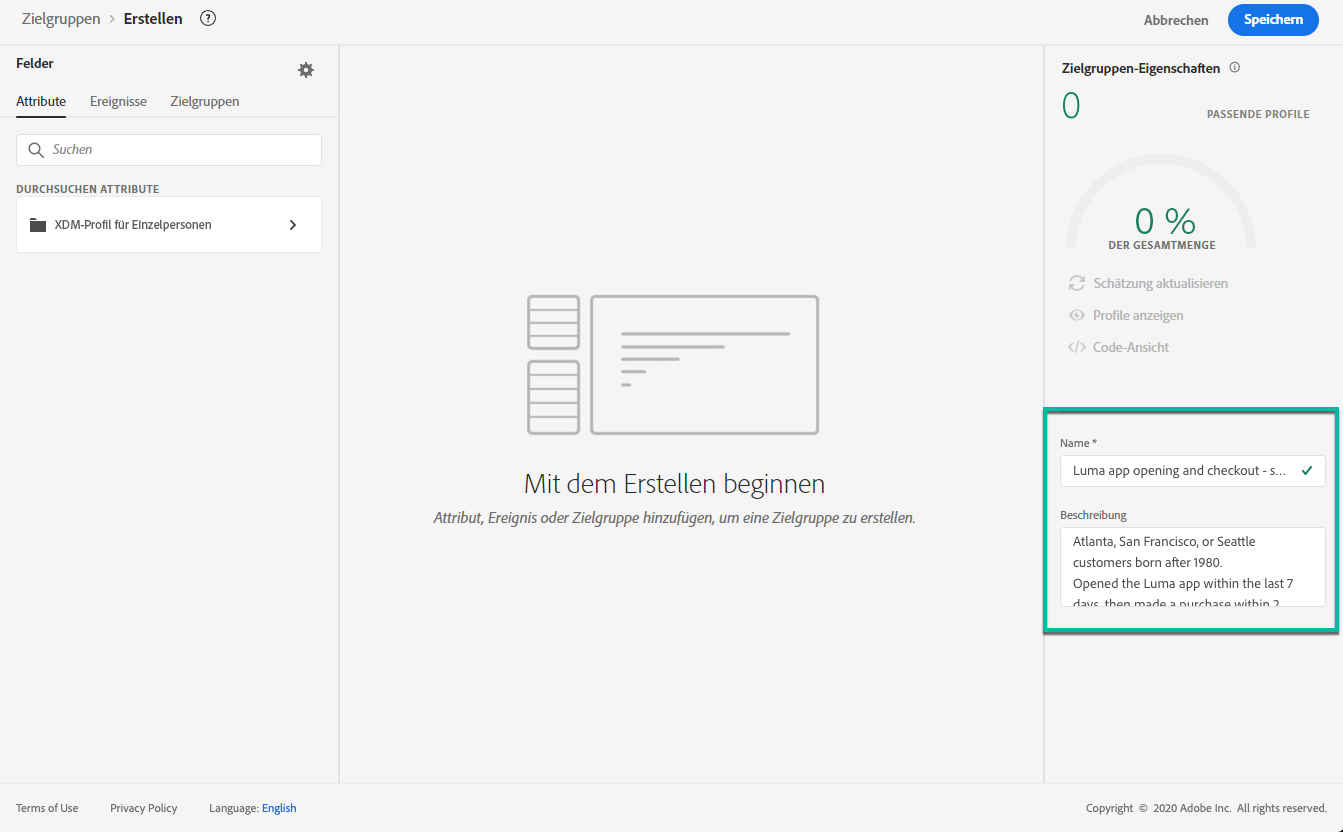 Zielgruppen > Erstellen ?
Abbrechen
Speichern
Felder
Attribute Ereignisse Zielgruppen
Suchen
DURCHSUCHEN ATTRIBUTE
XDM-Profil für Einzelpersonen
Mit dem Erstellen beginnen
Attribut, Ereignis oder Zielgruppe hinzufügen, um eine Zielgruppe zu erstellen.
Zielgruppen-Eigenschaften
0
PASSENDE PROFILE
0 %
DER GESAMTMENGE
Schätzung aktualisieren
Profile anzeigen
</> Code-Ansicht
Name *
Luma app opening and checkout - s...
Beschreibung
Atlanta, San Francisco, or Seattle
customers born after 1980.
Opened the Luma app within the last 7
days, then made a purchase within 2
Terms of Use Privacy Policy Language: English
Copyright © 2020 Adobe Inc. All rights reserved.